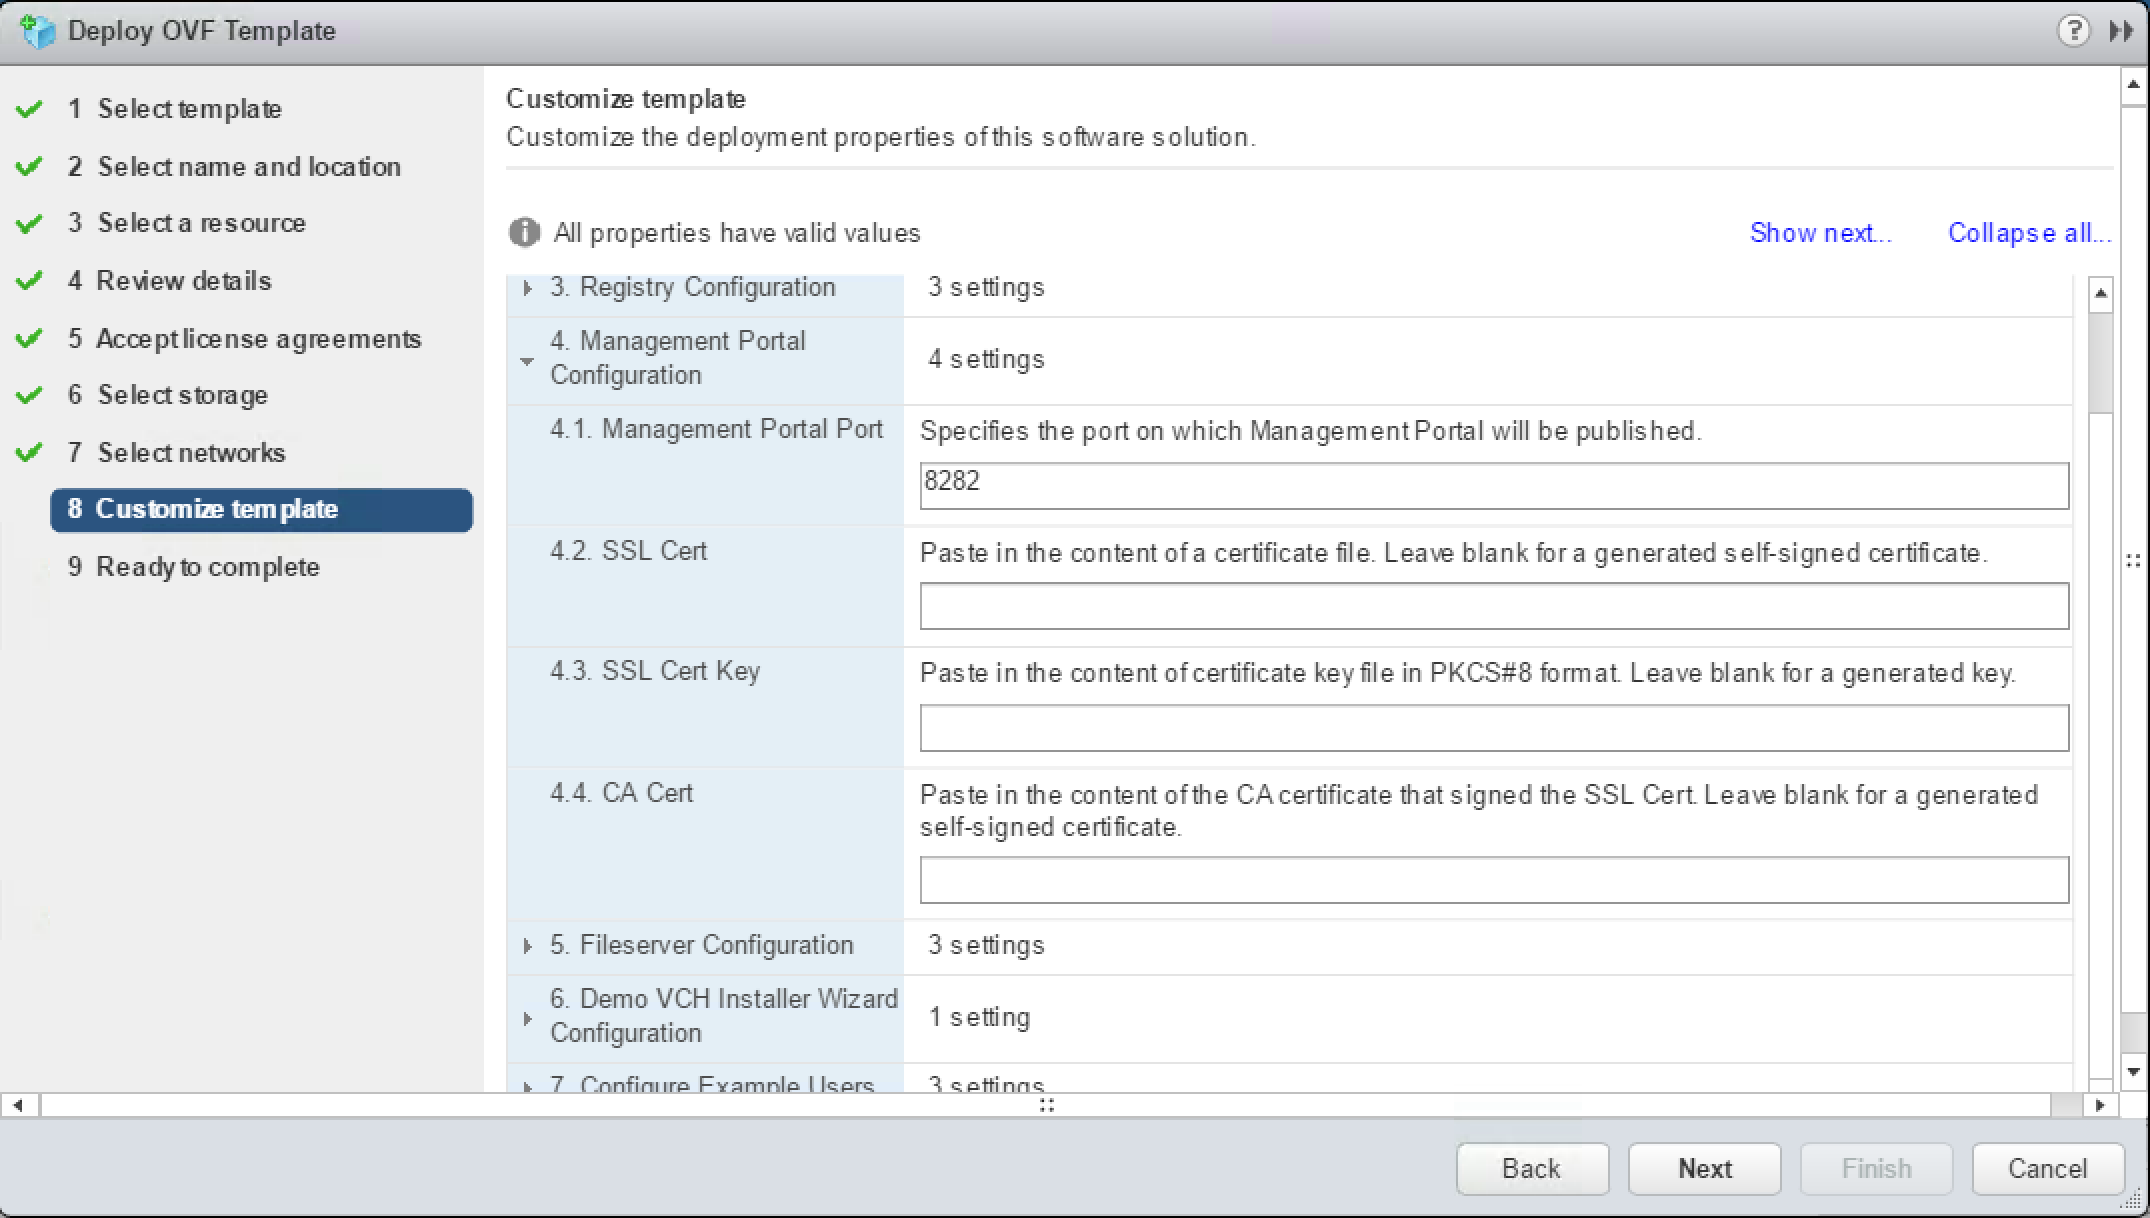 Deploy OVF Template
?
1 Select template
2 Select name and location
3 Select a resource
4 Review details
5 Accept license agreements
6 Select storage
7 Select networks
8 Customize template
9 Ready to complete
Customize template
Customize the deployment properties of this software solution.
All properties have valid values
Show next...
Collapse all...
3. Registry Configuration
3 settings
4. Management Portal
Configuration
4 settings
4.1. Management Portal Port
Specifies the port on which Management Portal will be published.
8282
4.2. SSL Cert
Paste in the content of a certificate file. Leave blank for a generated self-signed certificate.
4.3. SSL Cert Key
Paste in the content of certificate key file in PKCS#8 format. Leave blank for a generated key.
4.4. CA Cert
Paste in the content of the CA certificate that signed the SSL Cert. Leave blank for a generated
self-signed certificate.
5. Fileserver Configuration
3 settings
6. Demo VCH Installer Wizard
Configuration
1 setting
7. Configure Example Users
3 settings
Back
Next
Finish
Cancel